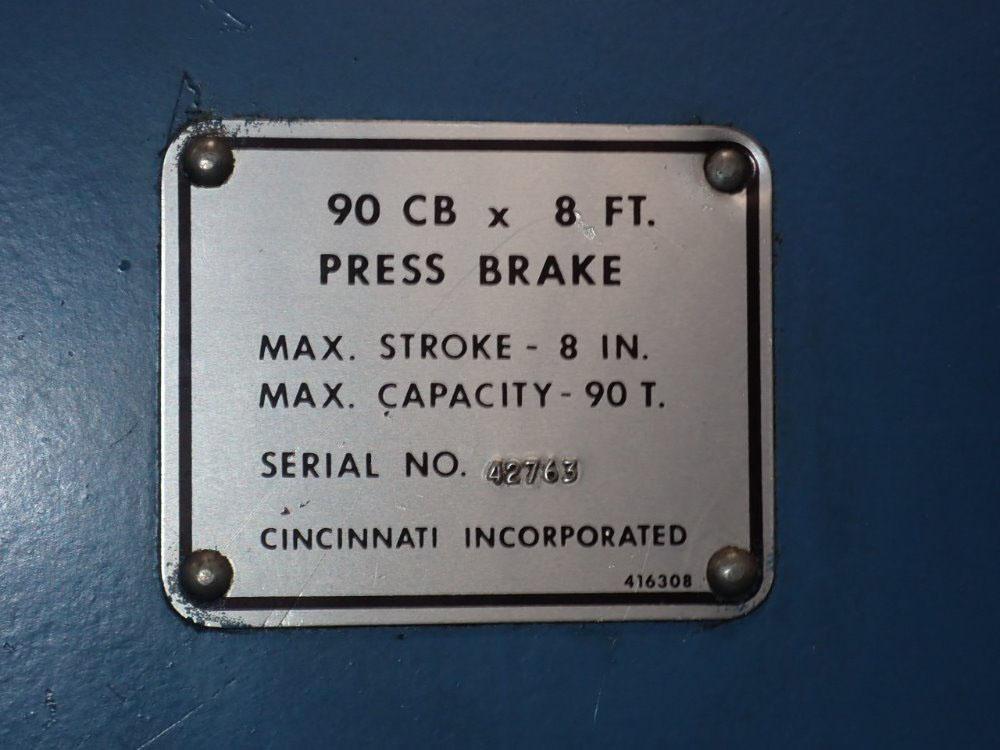 90 CB x 8 FT.
PRESS BRAKE
MAX. STROKE - 8 IN.
MAX. CAPACITY - 90 T.
SERIAL NO. 42763
CINCINNATI INCORPORATED
416308